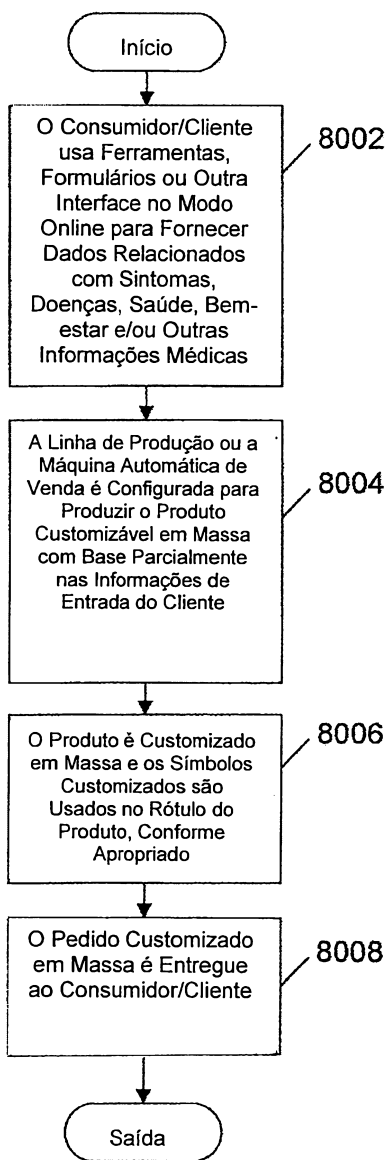 Início
O Consumidor/Cliente
8002
usa Ferramentas,
Formulários ou Outra
Interface no Modo
Online para Fornecer
Dados Relacionados
com Sintomas,
Doenças, Saúde, Bem-
estar e/ou Outras
Informações Médicas
A Linha de Produção ou a
Máquina Automática de
8004
Venda é Configurada para
Produzir o Produto
Customizável em Massa
com Base Parcialmente
nas Informações de
Entrada do Cliente
8006
O Produto é Customizado
em Massa e os Símbolos
Customizados são
Usados no Rótulo do
Produto, Conforme
Apropriado
O Pedido Customizado
8008
em Massa é Entregue
ao Consumidor/Cliente
Saída